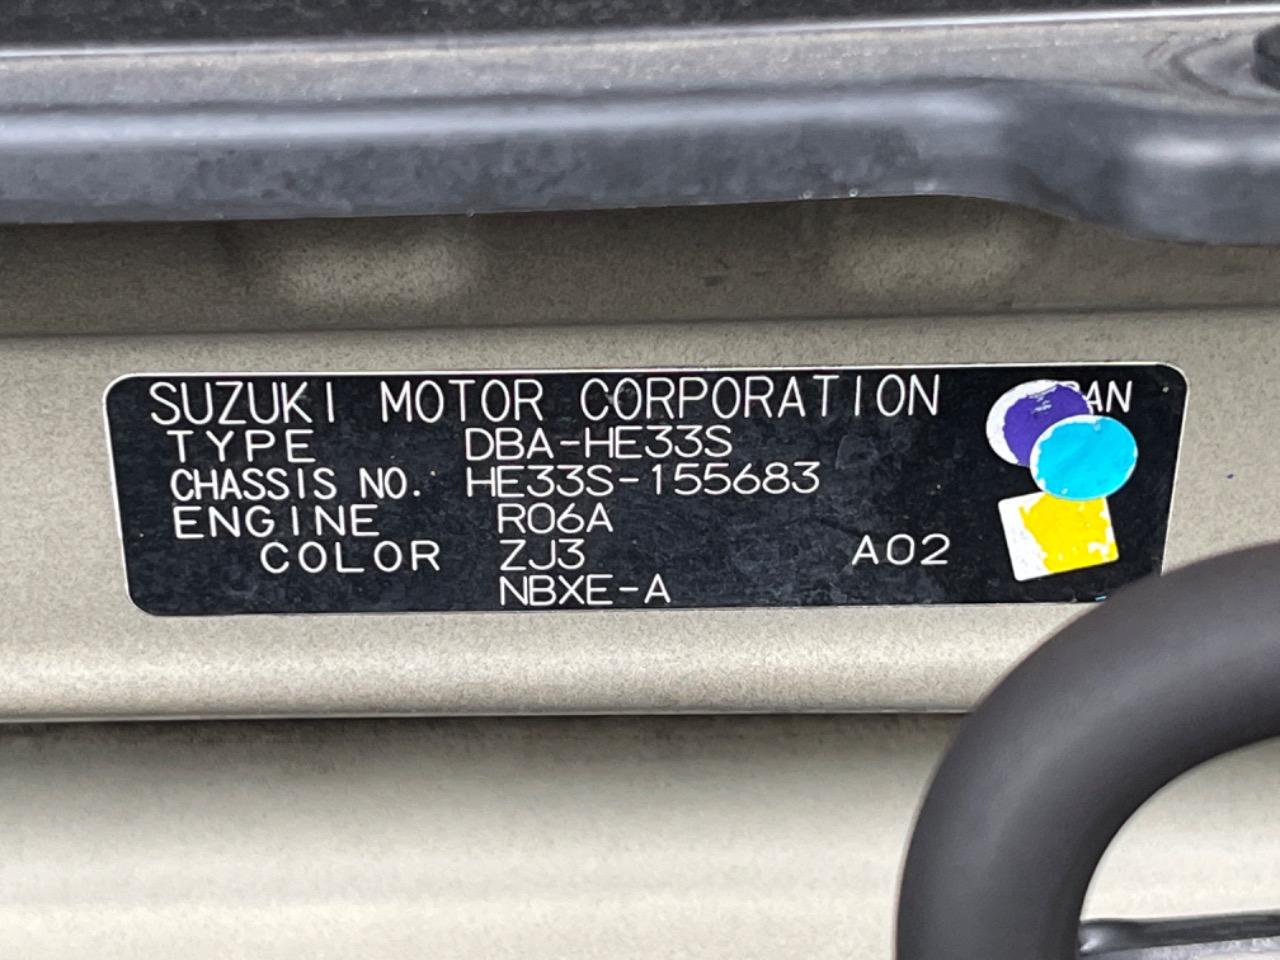 SUZUKI MOTOR CORPORATION
TYPE DBA-HE33S
CHASSIS NO. HE33S-155683
ENGINE R06A
COLOR ZJ3 A02
NBXE-A